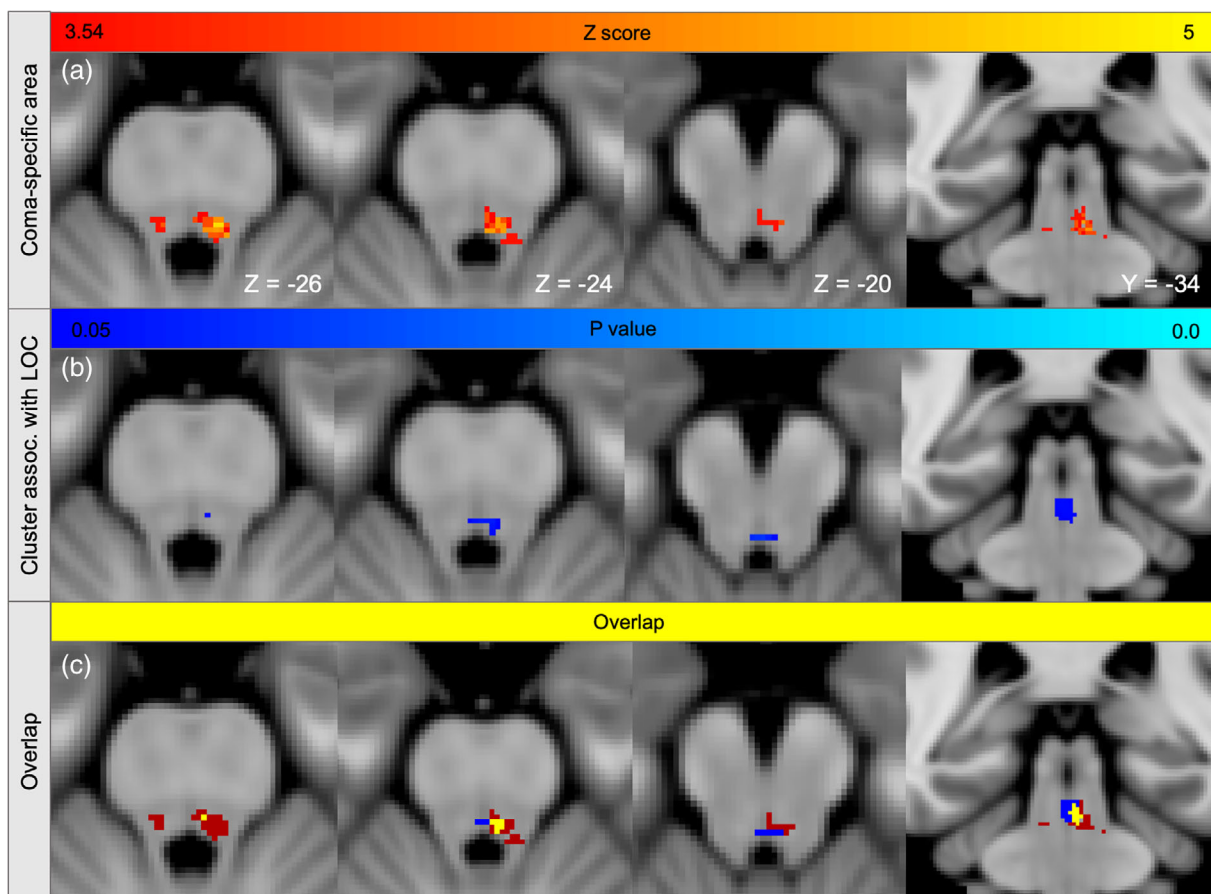 3.54 Z score 5
Coma-specific area
(a)
Z = -26 Z = -24 Z = -20 Y = -34
0.05 P value 0.0
Cluster assoc. with LOC
(b)
Overlap
Overlap
(c)